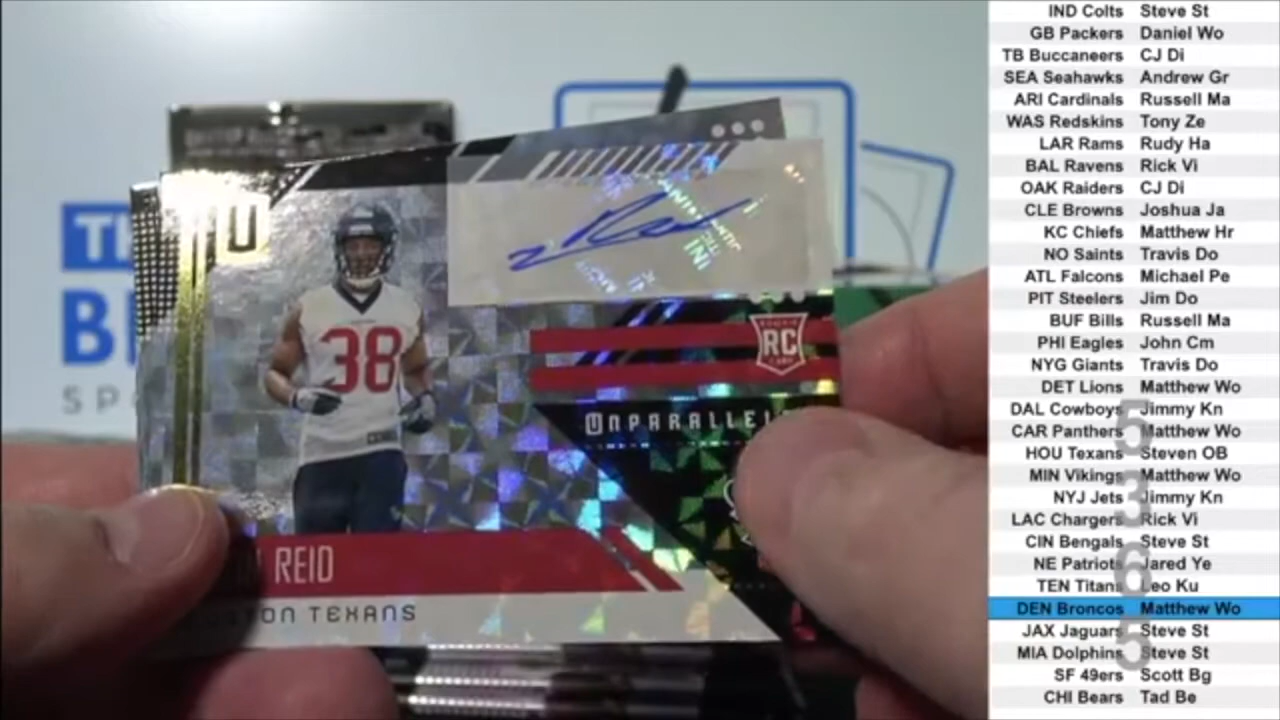 TH
B
SP
U
38
RC
UNPARALLEL
REID
TON TEXANS
IND Colts Steve St
GB Packers Daniel Wo
TB Buccaneers CJ Di
SEA Seahawks Andrew Gr
ARI Cardinals Russell Ma
WAS Redskins Tony Ze
LAR Rams Rudy Ha
BAL Ravens Rick Vi
OAK Raiders CJ Di
CLE Browns Joshua Ja
KC Chiefs Matthew Hr
NO Saints Travis Do
ATL Falcons Michael Pe
PIT Steelers Jim Do
BUF Bills Russell Ma
PHI Eagles John Cm
NYG Giants Travis Do
DET Lions Matthew Wo
DAL Cowboys Jimmy Kn
CAR Panthers Matthew Wo
HOU Texans Steven OB
MIN Vikings Matthew Wo
NYJ Jets Jimmy Kn
LAC Chargers Rick Vi
CIN Bengals Steve St
NE Patriots Jared Ye
TEN Titans Leo Ku
DEN Broncos Matthew Wo
JAX Jaguars Steve St
MIA Dolphins Steve St
SF 49ers Scott Bg
CHI Bears Tad Be